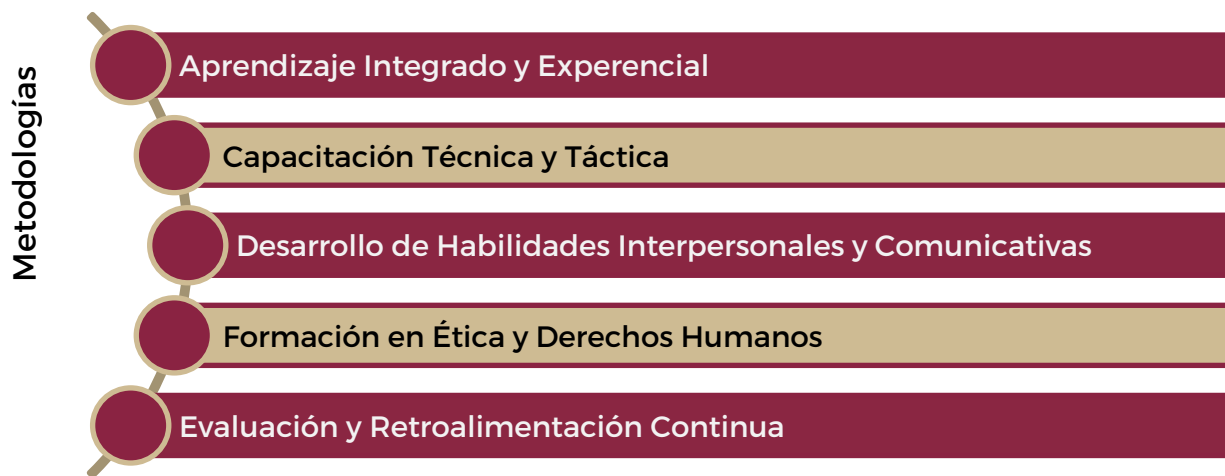 Metodologías
Aprendizaje Integrado y Experencial
Capacitación Técnica y Táctica
Desarrollo de Habilidades Interpersonales y Comunicativas
Formación en Ética y Derechos Humanos
Evaluación y Retroalimentación Continua